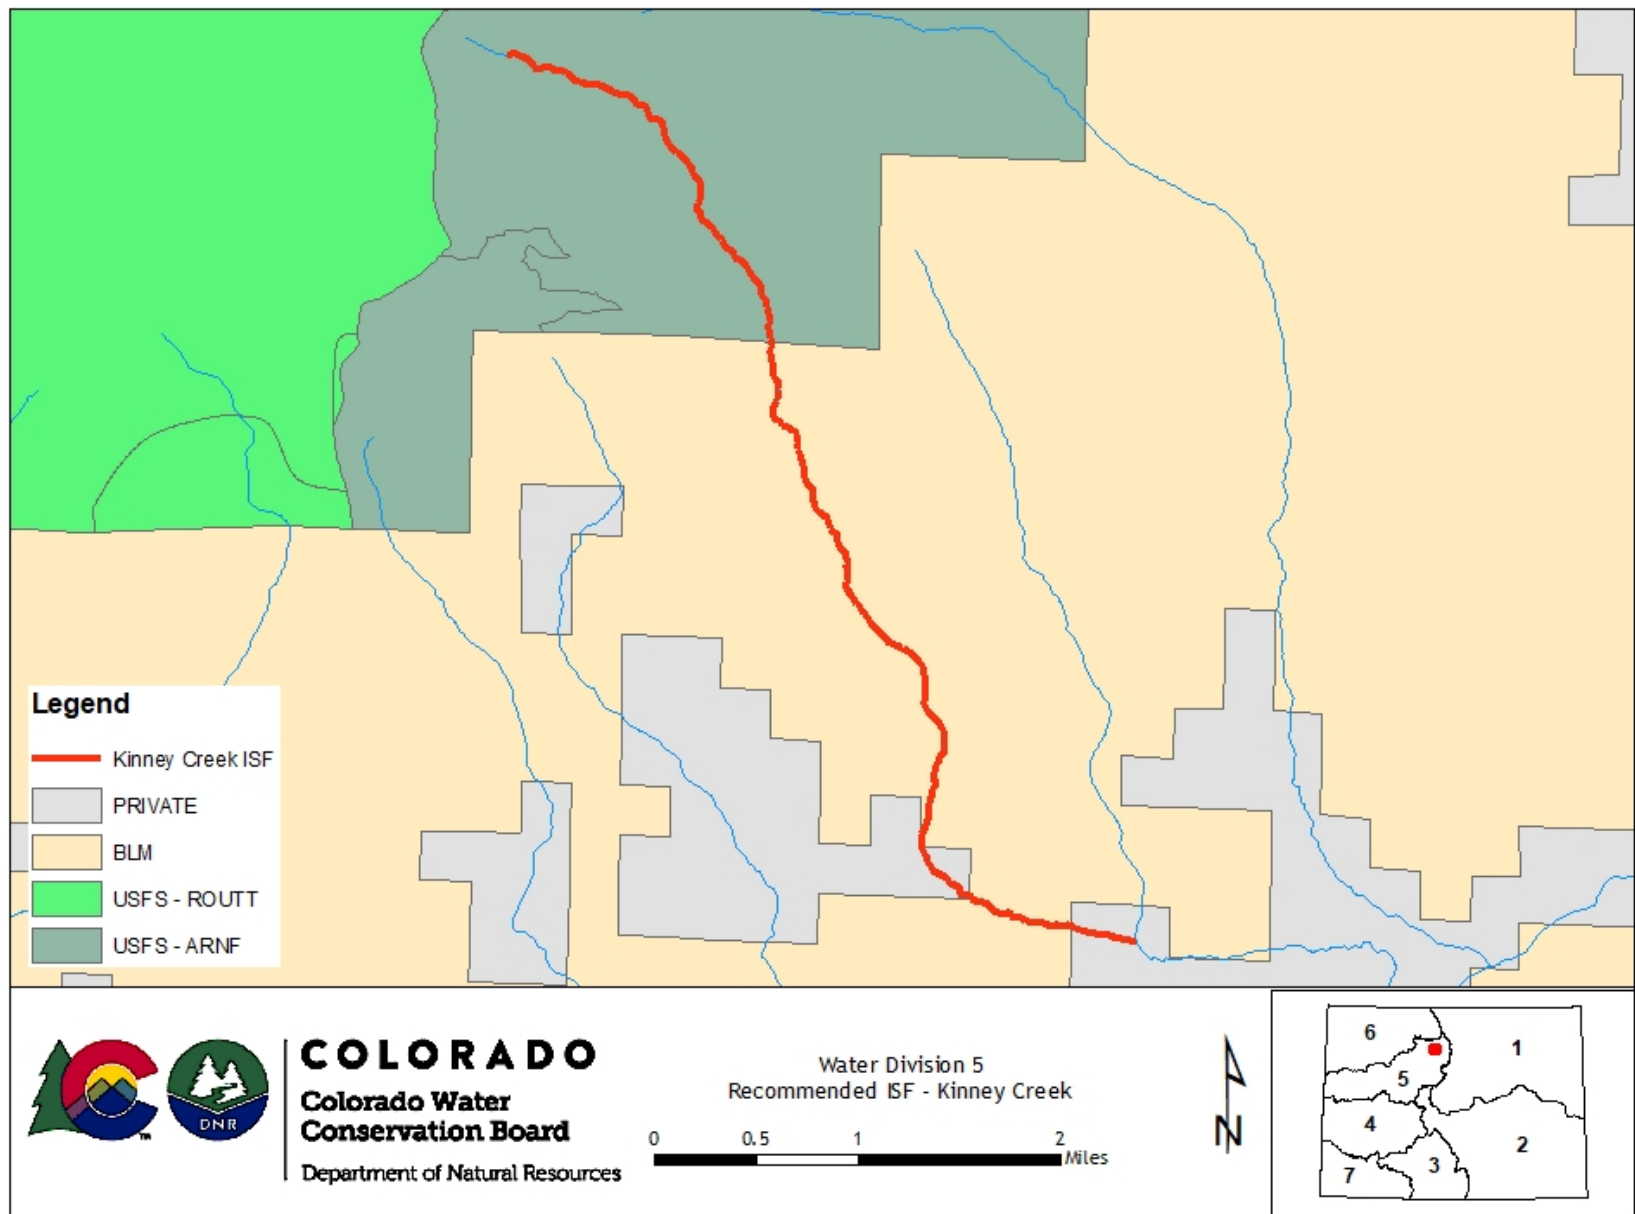 Legend
Kinney Creek ISF
PRIVATE
BLM
USFS - ROUTT
USFS - ARNF
TM
DNR
COLORADO
Colorado Water
Conservation Board
Department of Natural Resources
Water Division 5
Recommended ISF - Kinney Creek
0 0.5 1 2
Miles
N
6
1
5
4
2
3
7